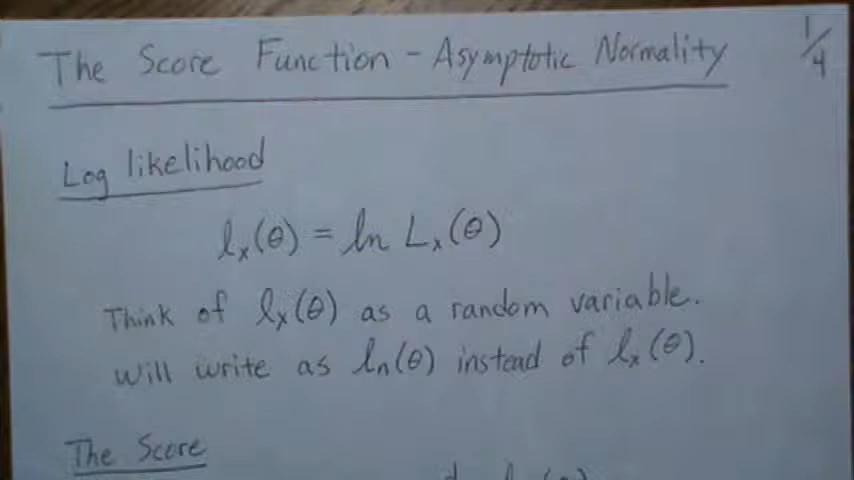 The Score Function - Asymptotic Normality
1/4
Log likelihood
lₓ(θ) = ln Lₓ(θ)
Think of lₓ(θ) as a random variable.
Will write as lₙ(θ) instead of lₓ(θ).
The Score